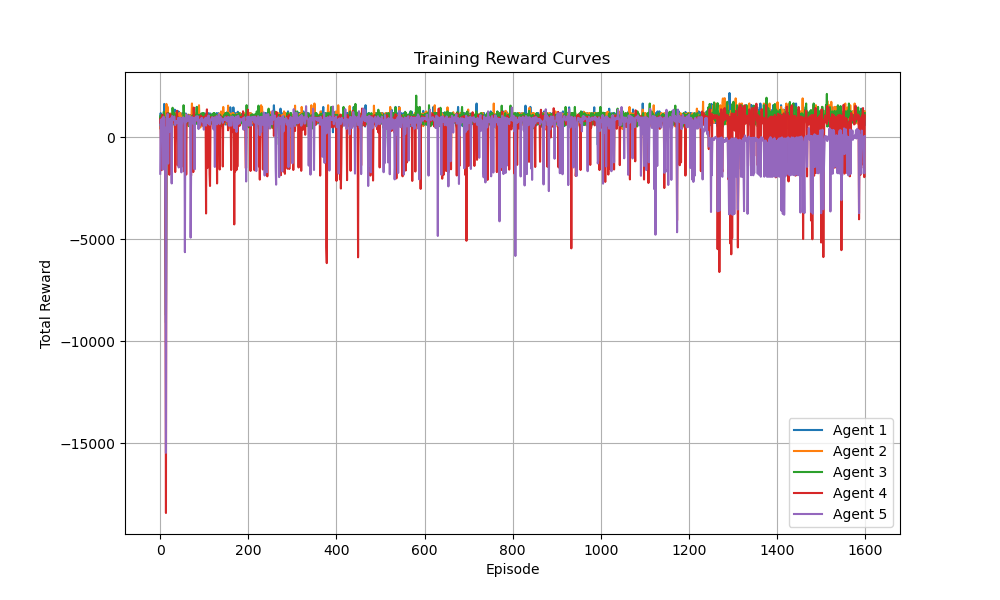 Training Reward Curves
Total Reward
0
−5000
−10000
−15000
Agent 1
Agent 2
Agent 3
Agent 4
Agent 5
0 200 400 600 800 1000 1200 1400 1600
Episode